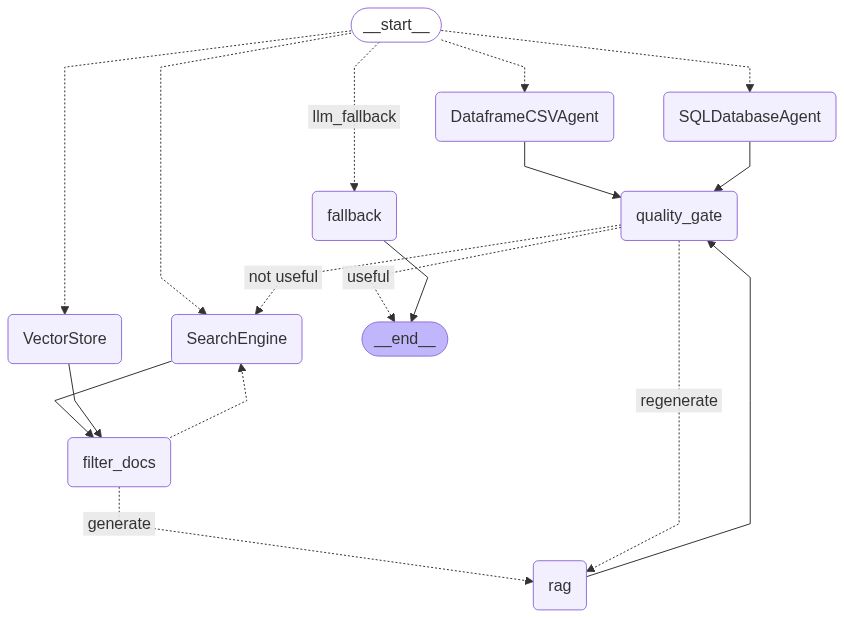 __start__
llm_fallback
DataframeCSVAgent
SQLDatabaseAgent
fallback
quality_gate
not useful
useful
VectorStore
SearchEngine
__end__
regenerate
filter_docs
generate
rag